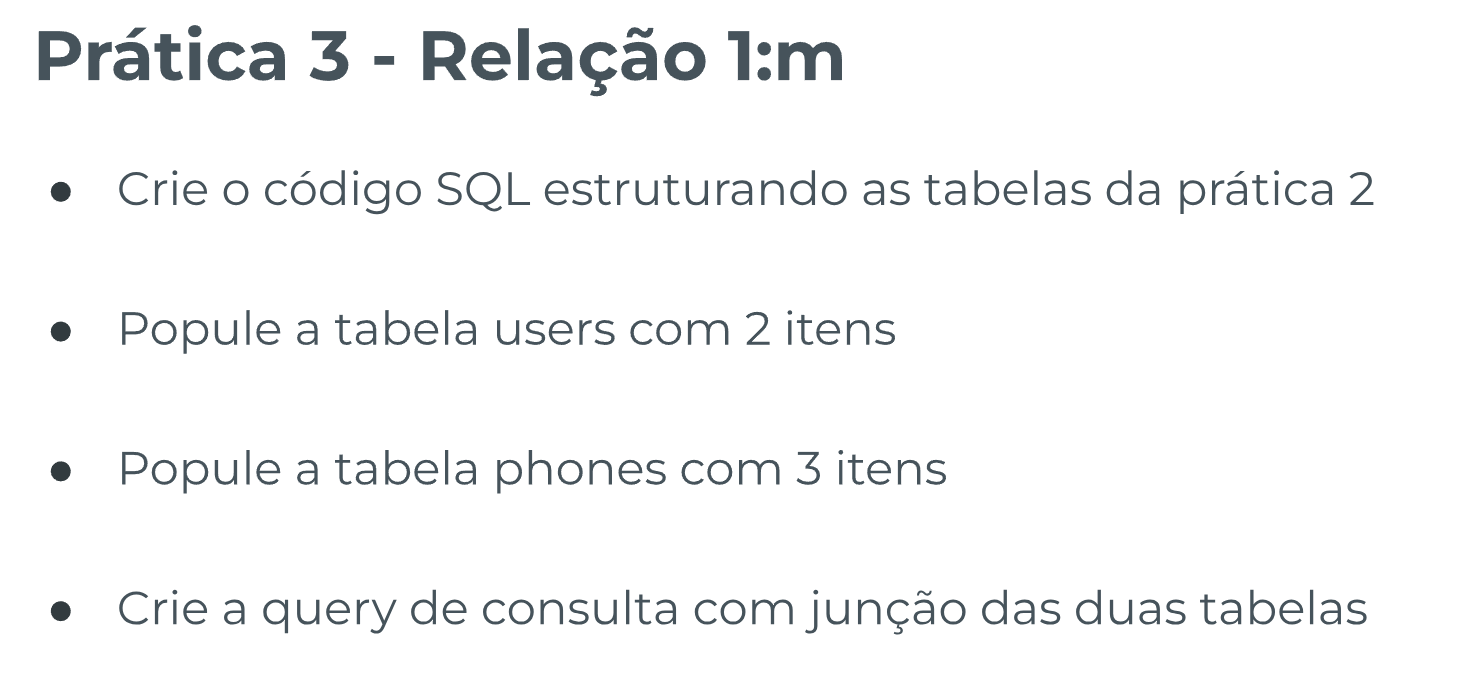 Prática 3 - Relação 1:m
● Crie o código SQL estruturando as tabelas da prática 2
● Popule a tabela users com 2 itens
● Popule a tabela phones com 3 itens
● Crie a query de consulta com junção das duas tabelas